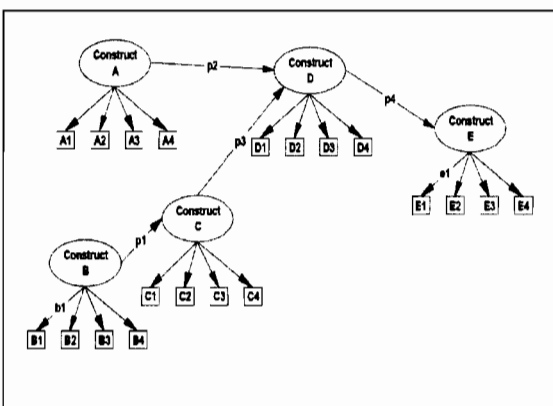 Construct
A
p2
Construct
D
p4
A1 A2 A3 A4
p3
D1 D2 D3 D4
Construct
E
e1
E1 E2 E3 E4
Construct
C
p1
Construct
B
C1 C2 C3 C4
b1
B1 B2 B3 B4